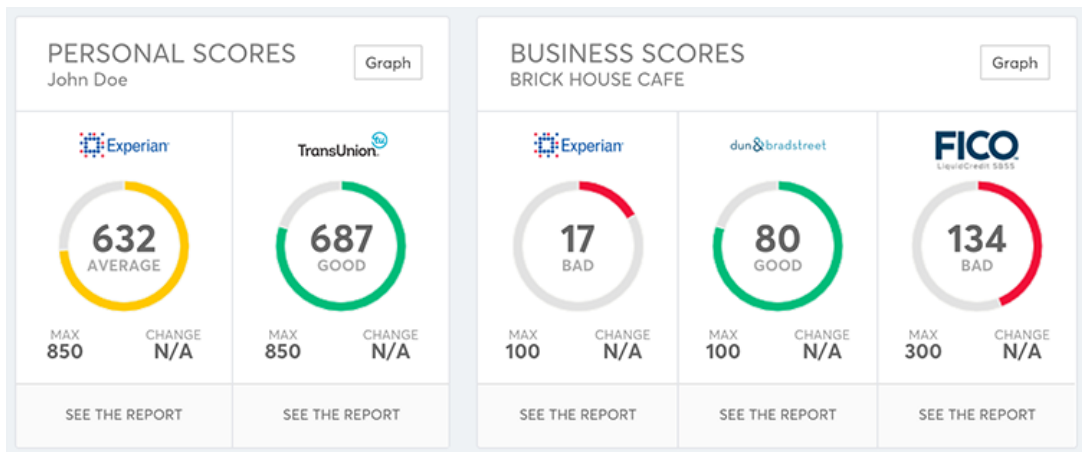 PERSONAL SCORES
John Doe
Graph
Experian
TransUnion.
tu
632
AVERAGE
687
GOOD
MAX
850
CHANGE
N/A
MAX
850
CHANGE
N/A
SEE THE REPORT
SEE THE REPORT
BUSINESS SCORES
BRICK HOUSE CAFE
Graph
Experian
dun&bradstreet
FICO
LiquidCredit SBSS
17
BAD
80
GOOD
134
BAD
MAX
100
CHANGE
N/A
MAX
100
CHANGE
N/A
MAX
300
CHANGE
N/A
SEE THE REPORT
SEE THE REPORT
SEE THE REPORT